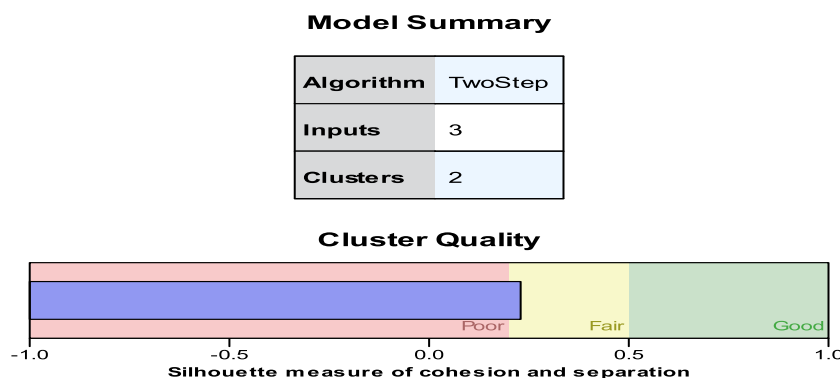 Model Summary
Algorithm TwoStep
Inputs 3
Clusters 2
Cluster Quality
Poor Fair Good
-1.0 -0.5 0.0 0.5 1.0
Silhouette measure of cohesion and separation